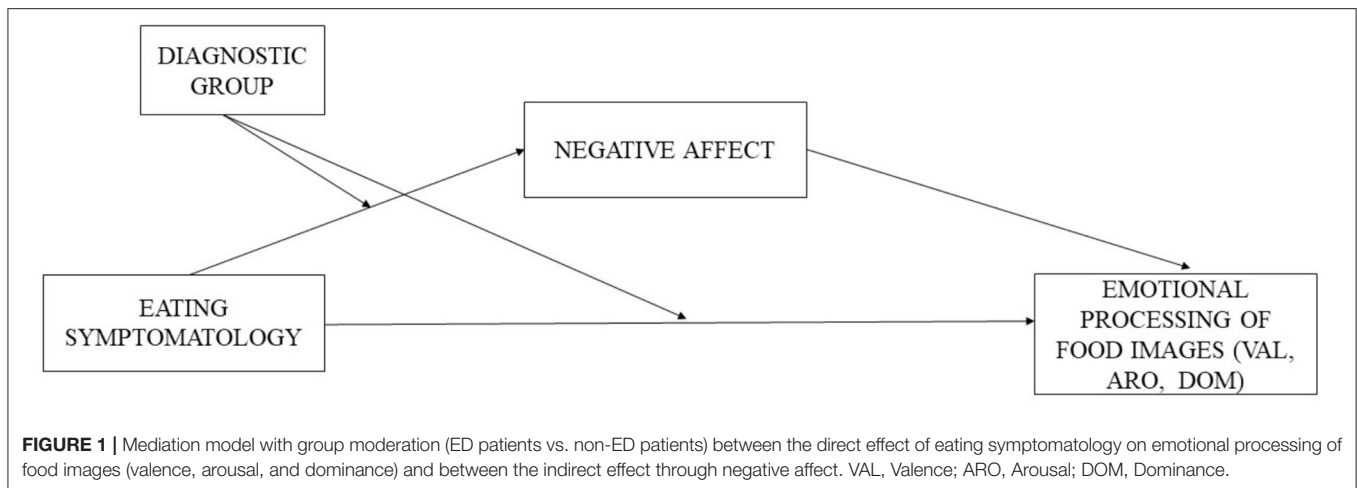 DIAGNOSTIC
GROUP
NEGATIVE AFFECT
EATING
SYMPTOMATOLOGY
EMOTIONAL
PROCESSING OF
FOOD IMAGES (VAL,
ARO, DOM)
FIGURE 1 | Mediation model with group moderation (ED patients vs. non-ED patients) between the direct effect of eating symptomatology on emotional processing of
food images (valence, arousal, and dominance) and between the indirect effect through negative affect. VAL, Valence; ARO, Arousal; DOM, Dominance.